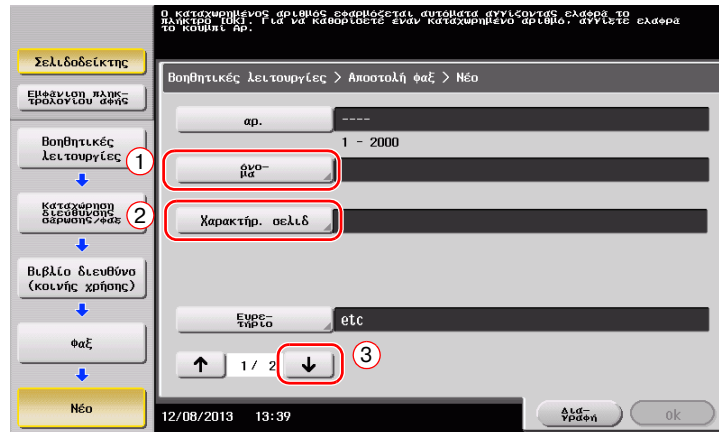 Ο καταχωρημένος αριθμός εφαρμόζεται αυτόματα αγγίζοντας ελαφρά το
πλήκτρο [OK]. Για να καθορίσετε έναν καταχωρημένο αριθμό, αγγίξτε ελαφρά
το κουμπί Αρ.
Σελιδοδείκτης
Εμφάνιση πληκ-
τρολογίου αφής
Βοηθητικές
λειτουργίες
1
Καταχώρηση
διεύθυνσης
σάρωσης/φαξ
2
Βιβλίο διευθύνσ
(κοινής χρήσης)
φαξ
Νέο
Βοηθητικές λειτουργίες > Αποστολή φαξ > Νέο
αρ.
----
1 - 2000
όνο-
μα
Χαρακτήρ. σελιδ
Ευρε-
τήριο
etc
↑ 1/ 2 ↓
3
12/08/2013 13:39
Δια-
γραφή
ok